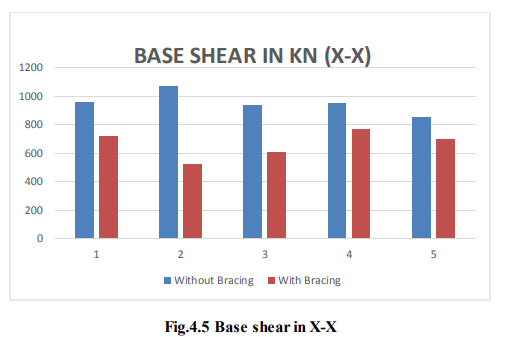 BASE SHEAR IN KN (X-X)
1200
1000
800
600
400
200
0
1 2 3 4 5
Without Bracing With Bracing
Fig.4.5 Base shear in X-X